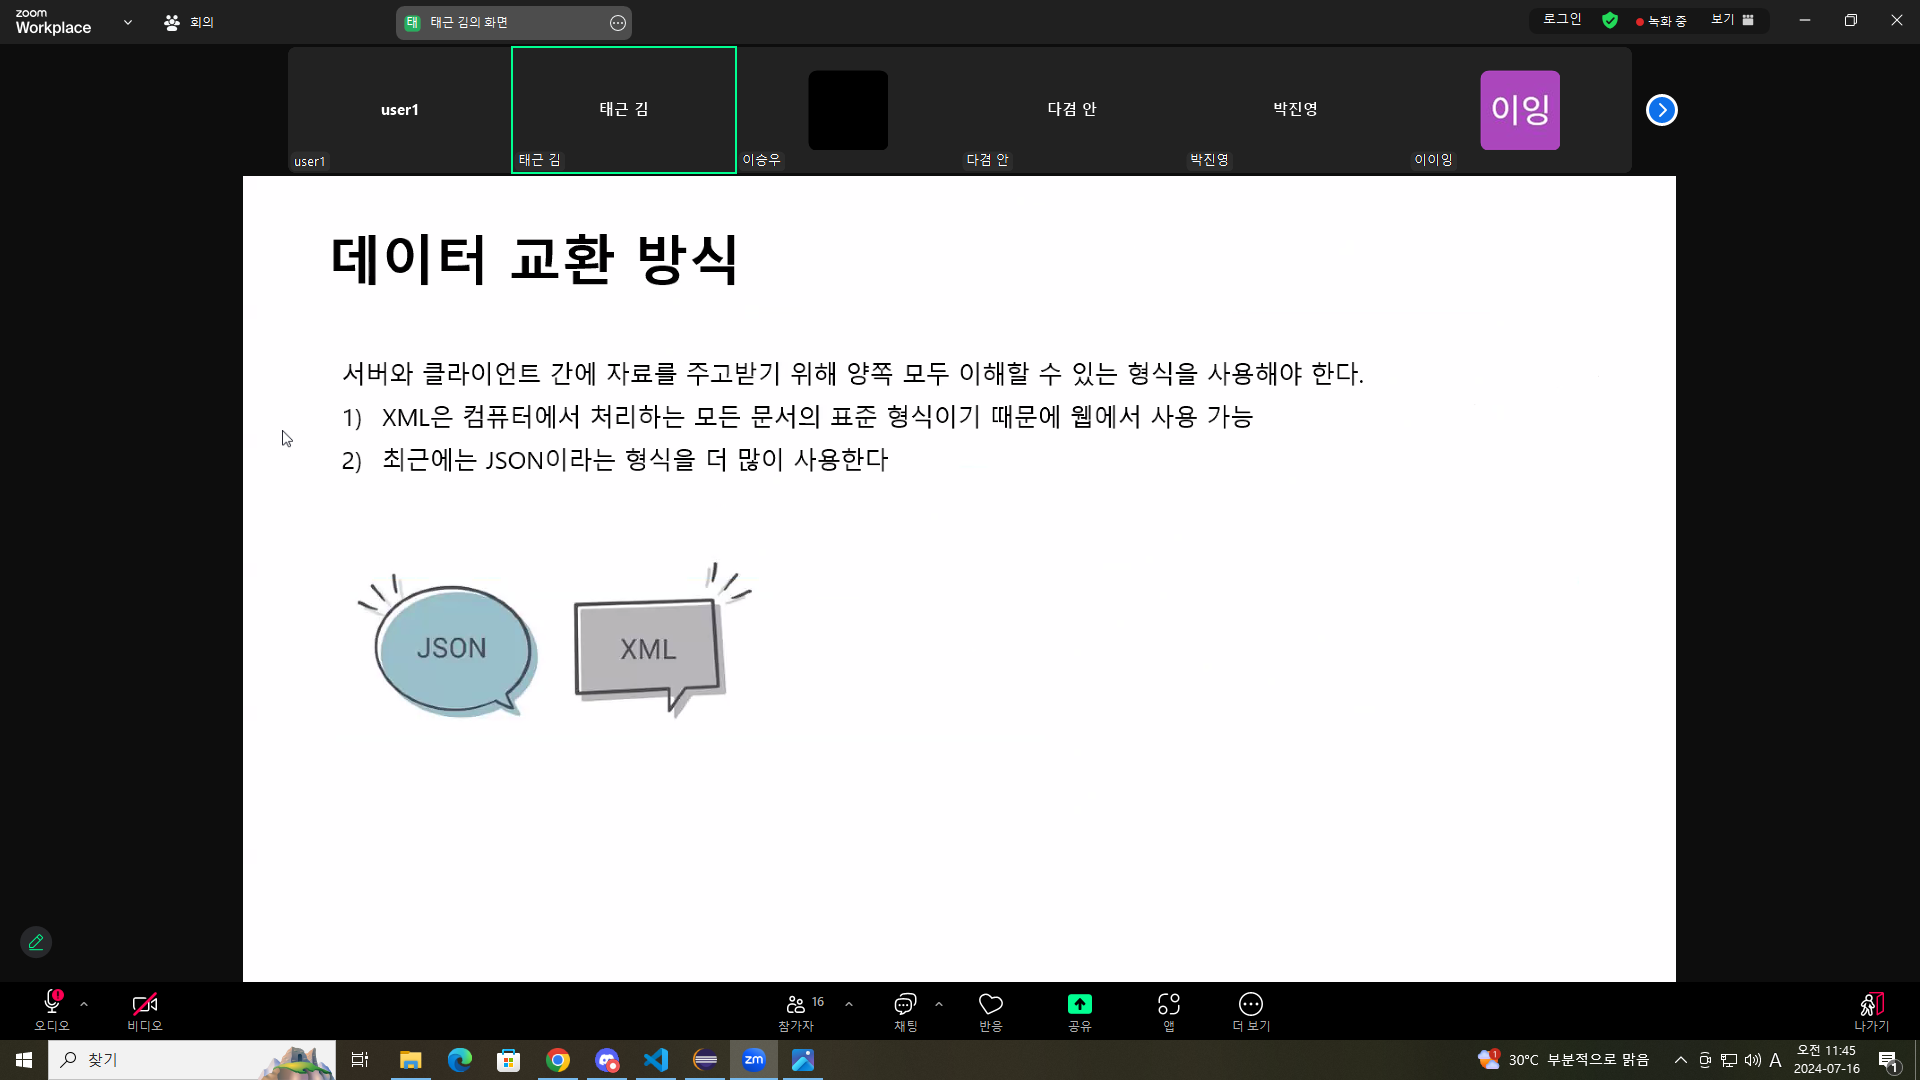 zoom
Workplace
회의
태
태근 김의 화면
로그인
녹화 중
보기
user1
user1
태근 김
태근 김
이승우
다겸 안
다겸 안
박진영
박진영
이잉
이이잉
데이터 교환 방식
서버와 클라이언트 간에 자료를 주고받기 위해 양쪽 모두 이해할 수 있는 형식을 사용해야 한다.
1) XML은 컴퓨터에서 처리하는 모든 문서의 표준 형식이기 때문에 웹에서 사용 가능
2) 최근에는 JSON이라는 형식을 더 많이 사용한다
JSON
XML
오디오
비디오
16
참가자
채팅
반응
공유
앱
더 보기
나가기
찾기
zm
1
30°C 부분적으로 맑음
A
오전 11:45
2024-07-16
1